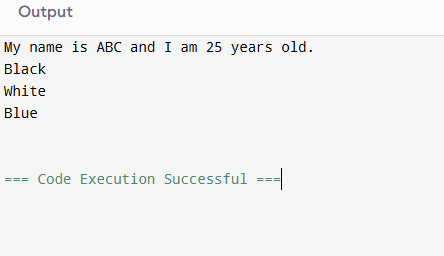 Output
My name is ABC and I am 25 years old.
Black
White
Blue
=== Code Execution Successful ===